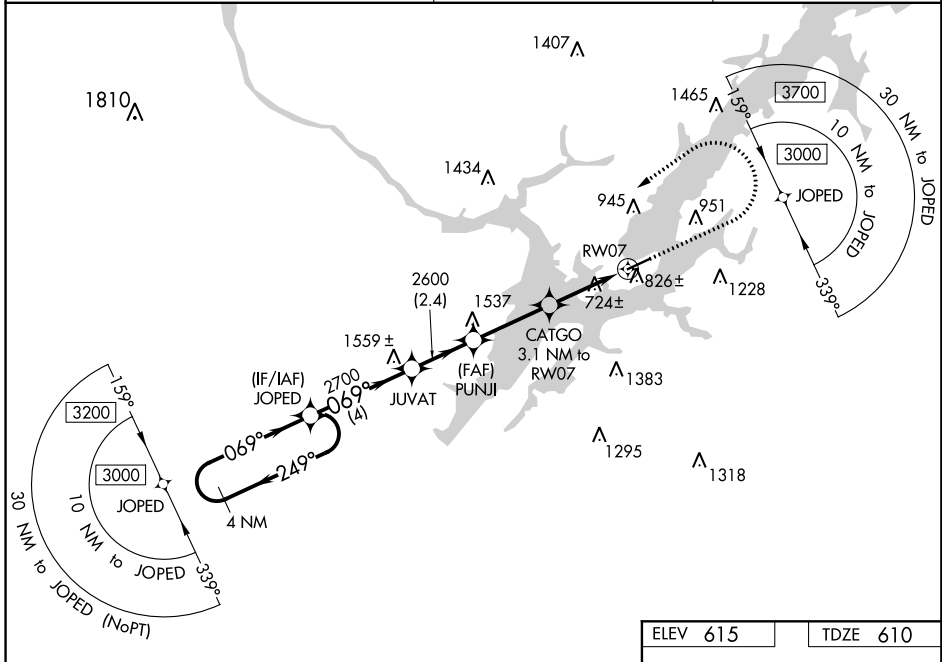 1407
1810
1465
159°
3700
30 NM to JOPED
10 NM to JOPED
3000
JOPED
339°
1434
945
951
RW07
826±
724±
1228
2600
(2.4)
1537
1559 ±
CATGO
3.1 NM to
RW07
(FAF)
PUNJI
JUVAT
1383
(IF/IAF)
JOPED
2700
069°
(4)
069°
249°
4 NM
1295
1318
159°
3200
3000
JOPED
10 NM to JOPED
339°
30 NM to JOPED (NoPT)
ELEV 615
TDZE 610